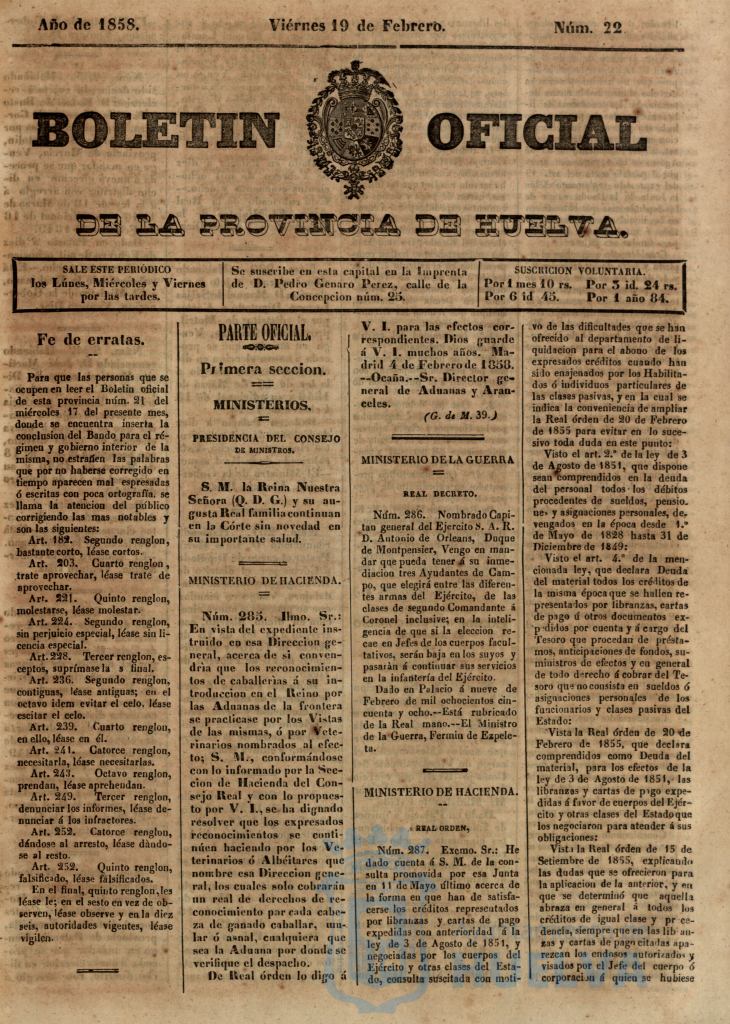 Año de 1858.
Viérnes 19 de Febrero.
Núm. 22
BOLETIN OFICIAL
DE LA PROVINCIA DE HUELVA.
SALE ESTE PERIÓDICO
los Lúnes, Miércoles y Viernes
por las tardes.
Se suscribe en esta capital en la Imprenta
de D. Pedro Genaro Perez, calle de la
Concepcion núm. 25.
SUSCRICION VOLUNTARIA.
Por 1 mes 10 rs. Por 3 id. 24 rs.
Por 6 id 45. Por 1 año 84.
Fe de erratas.
Para que las personas que se
ocupen en leer el Boletin oficial
de esta provincia núm. 21 del
miércoles 17 del presente mes,
donde se encuentra inserta la
conclusion del Bando para el ré-
gimen y gobierno interior de la
misma, no estrañen las palabras
que por no haberse corregido en
tiempo aparecen mal espresadas
ó escritas con poca ortografía. se
llama la atencion del público
corrigiendo las mas notables y
son las siguientes:
Art. 182. Segundo renglon,
bastante corto, léase cortos.
Art. 203. Cuarto renglon,
trate aprovechar, léase trate de
aprovechar.
Art. 221. Quinto renglon,
molestarse, léase molestar.
Art. 224. Segundo renglon,
sin perjuicio especial, léase sin li-
cencia especial.
Art. 228. Tercer renglon, es-
ceptos, suprímase la s final.
Art. 236. Segundo renglon,
contiguas, léase antiguas; en el
octavo idem evitar el celo. léase
escitar el celo.
Art. 239. Cuarto renglon,
en ello, léase en él.
Art. 241. Catorce renglon,
necesitarla, léase necesitarlas.
Art. 243. Octavo renglon,
prendan, léase aprehendan.
Art. 249. Tercer renglon,
denunciar los informes, léase de-
nunciar á los infractores.
Art. 252. Catorce renglon,
dándose al arresto, léase dándo-
se al resto.
Art. 252. Quinto renglon,
falsificado, léase falsificados.
En el final, quinto renglon, les
léase le; en el sesto en vez de ob-
serven, léase observe y en la diez
seis, autoridades vigentes, léase
vigilen.
PARTE OFICIAL.
Primera seccion.
MINISTERIOS.
PRESIDENCIA DEL CONSEJO
DE MINISTROS.
S. M. la Reina Nuestra
Señora (Q. D. G.) y su au-
gusta Real familia continuan
en la Córte sin novedad en
su importante salud.
MINISTERIO DE HACIENDA.
Núm. 285. Ilmo. Sr.:
En vista del expediente ins-
truido en esa Direccion ge-
neral, acerca de si conven-
dria que los reconocimien-
tos de caballerias á su in-
troduccion en el Reino por
las Aduanas de la frontera
se practicase por los Vistas
de las mismas, ó por Vete-
rinarios nombrados al efec-
to; S. M., conformándose
con lo informado por la Sec-
cion de Hacienda del Con-
sejo Real y con lo propues-
to por V. I., se ha dignado
resolver que los expresados
reconocimientos se conti-
núen haciendo por los Ve-
terinarios ó Albéitares que
nombre esa Direccion gene-
ral, los cuales solo cobrarán
un real de derechos de re-
conocimiento par cada cabe-
za de ganado caballar, mu-
lar ó asnal, cualquiera que
sea la Aduana por donde se
verifique el despacho.
De Real órden lo digo á
V. I. para las efectos cor-
respondientes. Dios guarde
á V. I. muchos años. Ma-
drid 4 de Febrero de 1858.
--Ocaña.--Sr. Director ge-
neral de Aduanas y Aran-
celes.
(G. de M. 39.)
MINISTERIO DE LA GUERRA
REAL DECRETO.
Núm. 286. Nombrado Capi-
tan general del Ejercito S. A. R.
D. Antonio de Orleans, Duque
de Montpensier, Vengo en man-
dar que pueda tener á su in-
mediacion tres Ayudantes de Cam-
po, que elegirá entre las diferen-
tes armas del Ejército, de las
clases de segundo Comandante á
Coronel inclusive; en la inteli-
gencia de que si la eleccion re-
cae en Jefes de los cuerpos facul-
tativos, serán baja en los suyos y
pasarán á continuar sus servicios
en la infantería del Ejército.
Dado en Palacio á nueve de
Febrero de mil ochocientos cin-
cuenta y ocho.--Está rubricado
de la Real mano.--El Ministro
de la Guerra, Fermin de Ezpele-
ta.
MINISTERIO DE HACIENDA.
REAL ORDEN,
Núm. 287. Excmo. Sr.: He
dado cuenta á S. M. de la con-
sulta promovida por esa Junta
en 11 de Mayo último acerca de
la forma en que han de satisfa-
cerse los créditos representados
por libranzas y cartas de pago
expedidas con anterioridad á la
ley de 3 de Agosto de 1851, y
negociadas por los cuerpos del
Ejército y otras clases del Esta-
do, consulta suscitada con moti-
vo de las dificultades que se han
ofrecido al departamento de li-
quidacion para el abono de los
expresados créditos cuando han
sido enajenados por los Habilita-
dos ó individuos particulares de
las clases pasivas, y en la cual se
indica la conveniencia de ampliar
la Real órden de 20 de Febrero
de 1855 para evitar en lo suce-
sivo toda duda en este punto:
Visto el art. 2.º de la ley de 3
de Agosto de 1851, que dispone
sean comprendidos en la deuda
del personal todos los débitos
procedentes de sueldos, pensio-
nes y asignaciones personales, de-
vengados en la época desde 1.º
de Mayo de 1828 hasta 31 de
Diciembre de 1849:
Visto el art. 4.º de la men-
cionada ley, que declara Deuda
del material todos los créditos de
la misma época que se hallen re-
presentados por libranzas, cartas
de pago ó otros documentos ex-
pedidos por cuenta y á cargo del
Tesoro que procedan de présta-
mos, anticipaciones de fondos, su-
ministros de efectos y en general
de todo derecho á cobrar del Te-
soro que no consista en sueldos ó
asignaciones personales de los
funcionarios y clases pasivas del
Estado:
Vista la Real órden de 20 de
Febrero de 1855, que declara
comprendidos como Deuda del
material, para los efectos de la
ley de 3 de Agosto de 1851, las
libranzas y cartas de pago expe-
didas á favor de cuerpos del Ejér-
cito y otras clases del Estado que
las negociaron para atender á sus
obligaciones:
Vista la Real órden de 15 de
Setiembre de 1855, explicando
las dudas que se ofrecieron para
la aplicacion de la anterior, y en
que se determinó que aquella
abraza en general á todos los
créditos de igual clase y pr ce-
dencia, siempre que en las lib an-
zas y cartas de pago citadas apa-
rezcan los endosos autorizados y
visados por el Jefe del cuerpo ó
corporacion á quien se hubiese